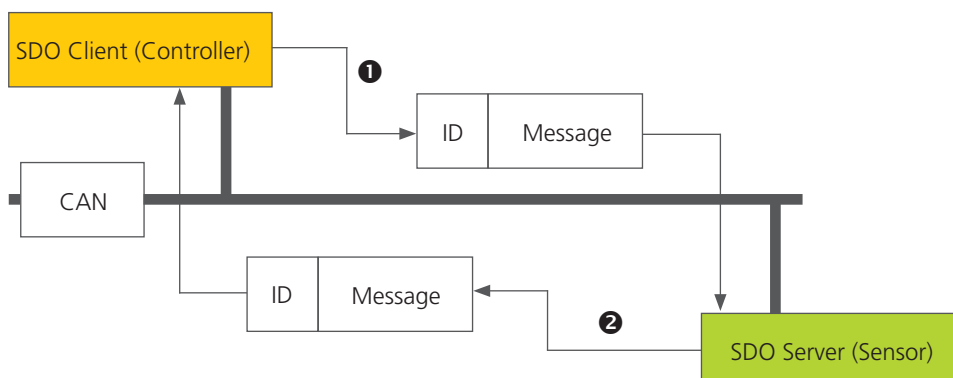 SDO Client (Controller)
❶
ID
Message
CAN
ID
Message
❷
SDO Server (Sensor)